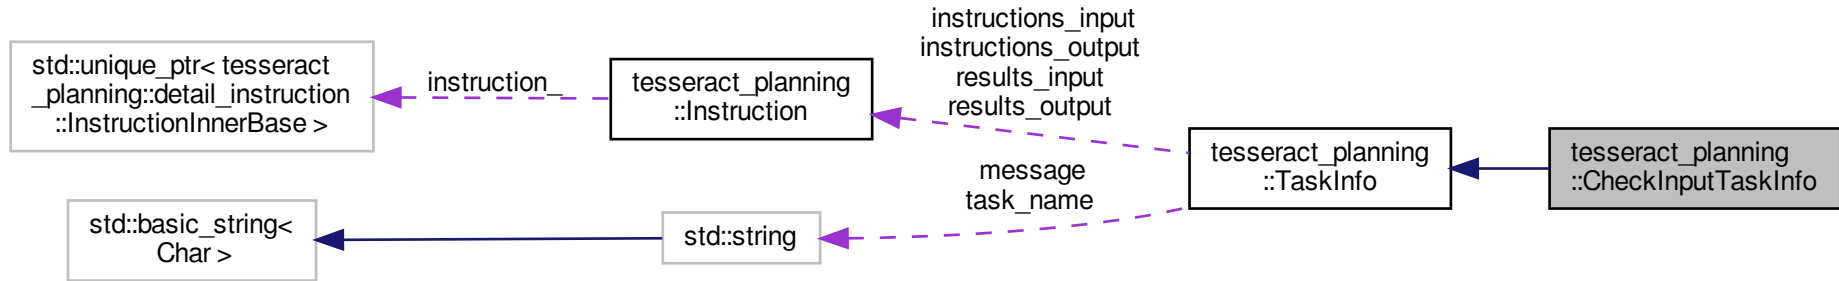 std::unique_ptr< tesseract
_planning::detail_instruction
::InstructionInnerBase >
instruction_
tesseract_planning
::Instruction
instructions_input
instructions_output
results_input
results_output
tesseract_planning
::TaskInfo
tesseract_planning
::CheckInputTaskInfo
message
task_name
std::basic_string<
Char >
std::string